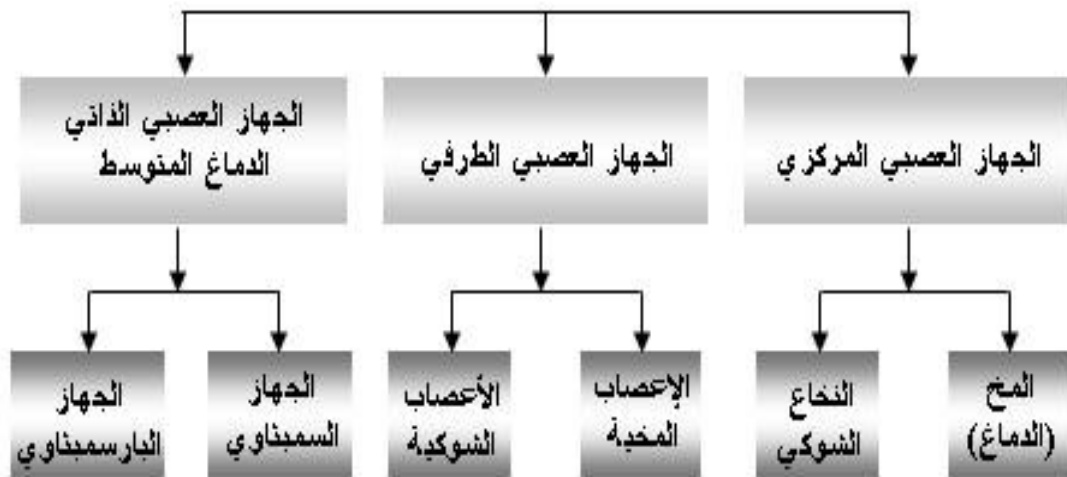 الجهاز العصبي المركزي
الجهاز العصبي الطرفي
الجهاز العصبي الذاتي
الدماغ المتوسط
المخ
(الدماغ)
النخاع
الشوكي
الإعصاب
المخية
الأعصاب
الشوكية
الجهاز
السمبثاوي
الجهاز
البارسمبثاوي